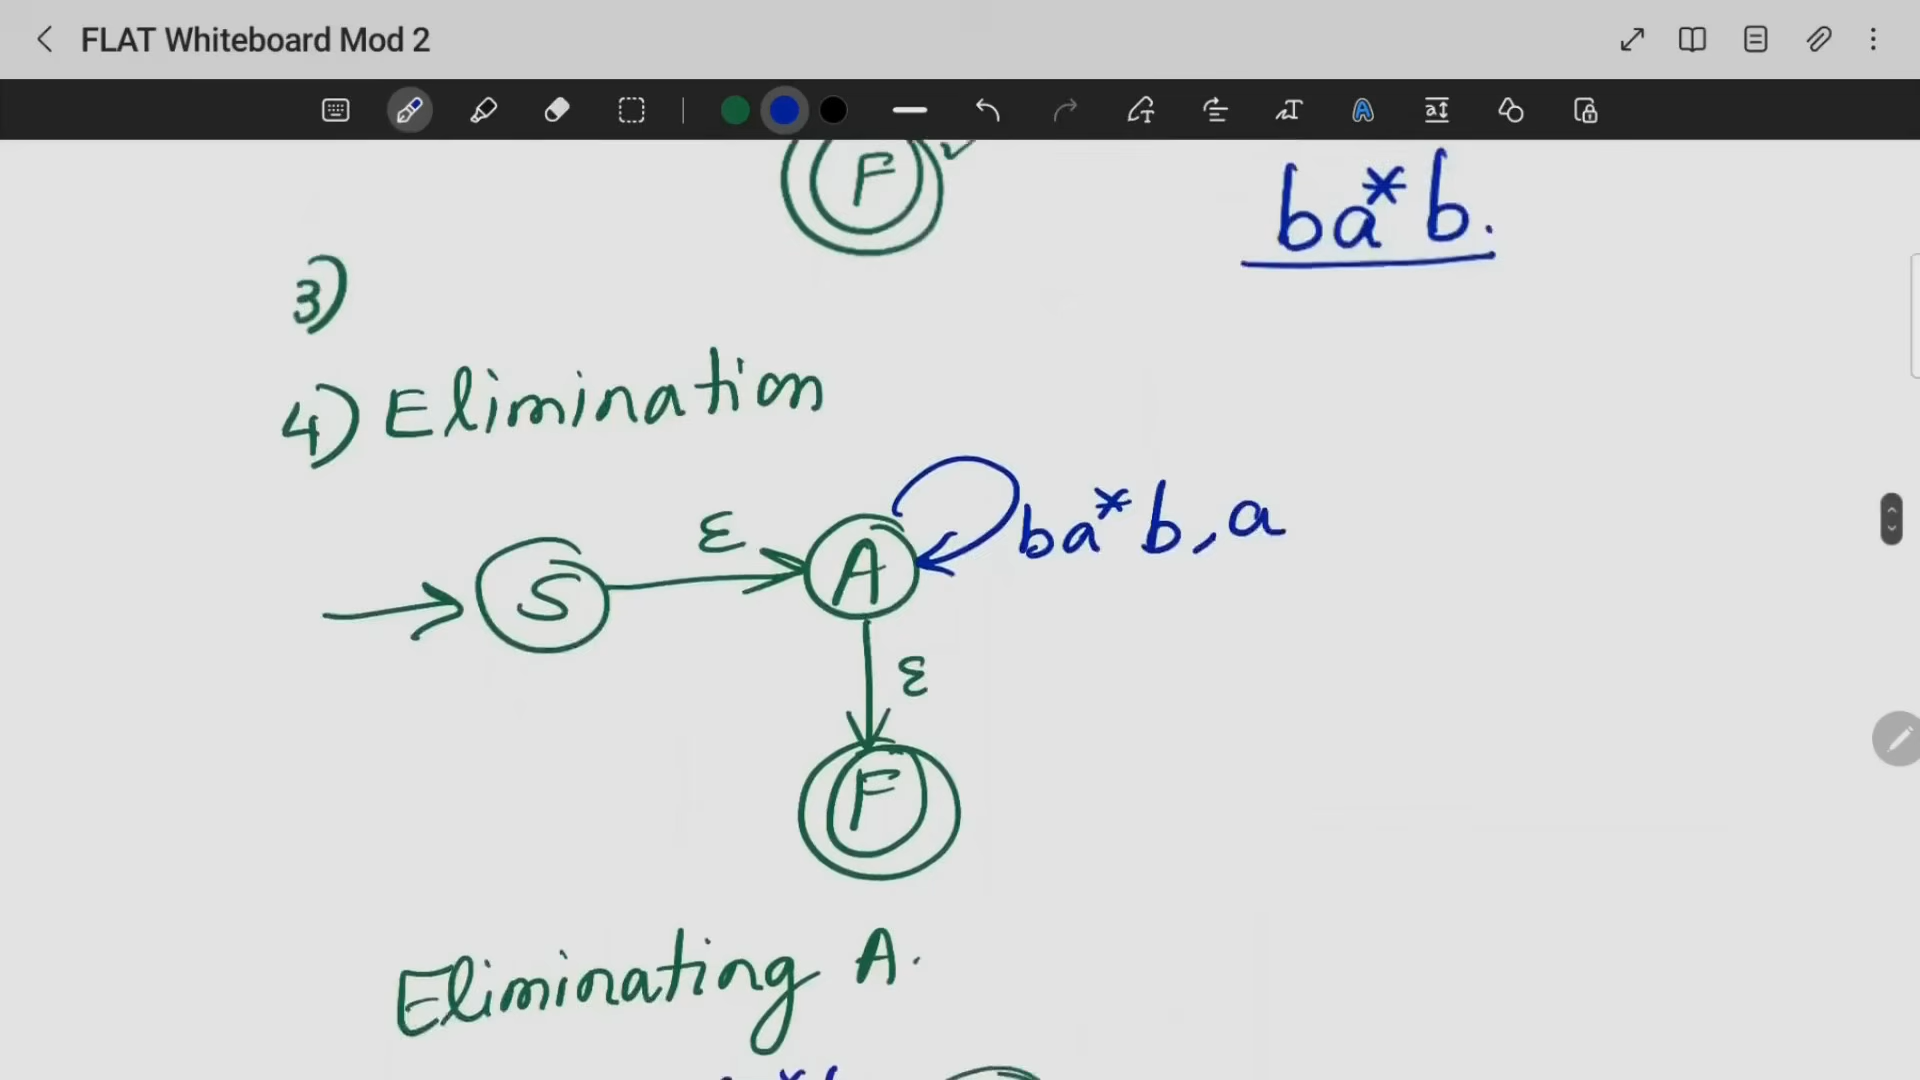 FLAT Whiteboard Mod 2
F
ba*b.
3)
4) Elimination
ba*b, a
ε
S
A
ε
F
Eliminating A.